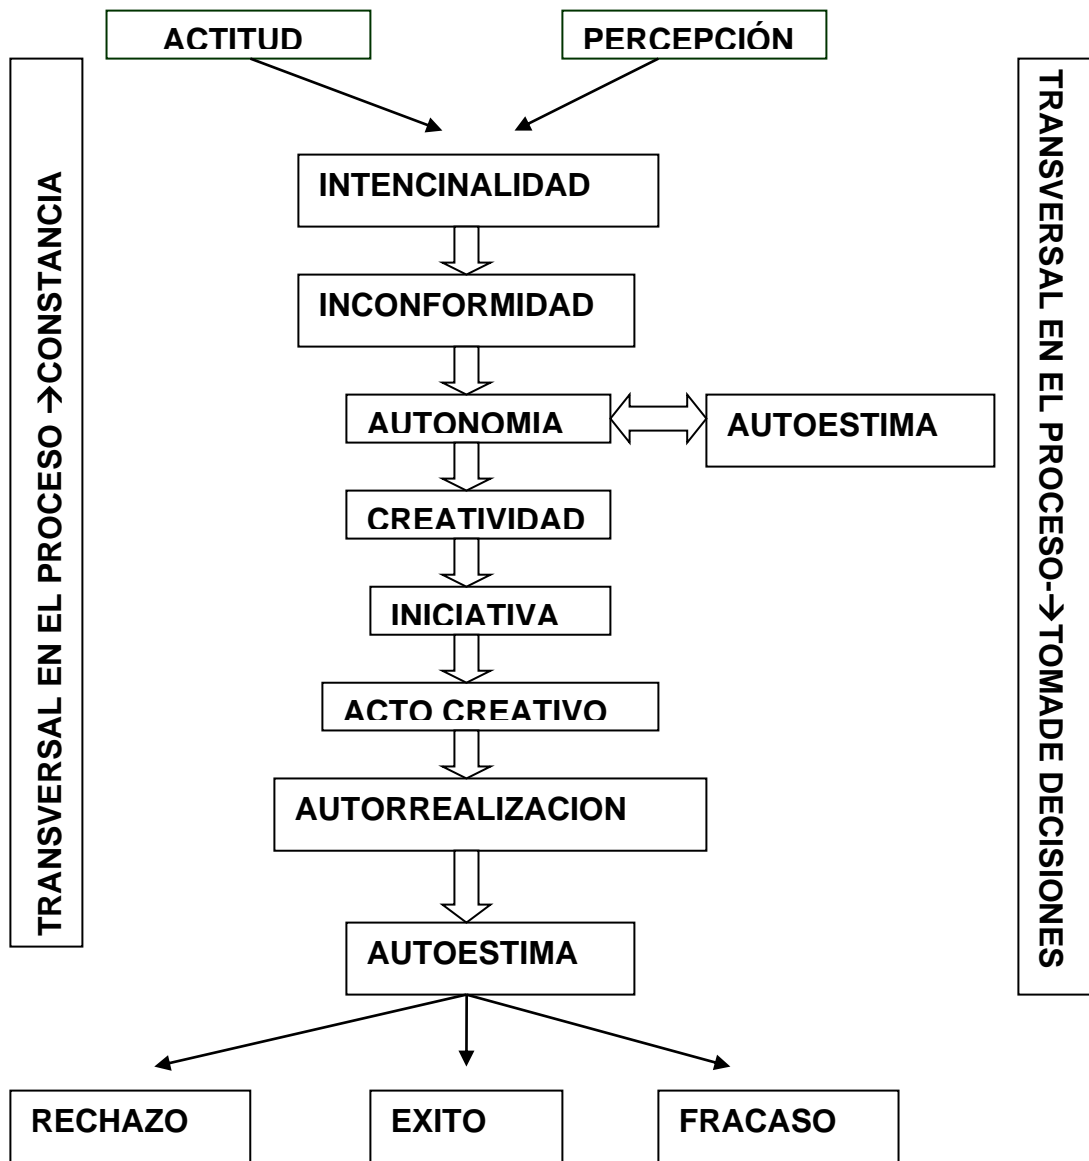 ACTITUD
PERCEPCIÓN
TRANSVERSAL EN EL PROCESO →CONSTANCIA
TRANSVERSAL EN EL PROCESO-→TOMADE DECISIONES
INTENCINALIDAD
INCONFORMIDAD
AUTONOMIA
AUTOESTIMA
CREATIVIDAD
INICIATIVA
ACTO CREATIVO
AUTORREALIZACION
AUTOESTIMA
RECHAZO
EXITO
FRACASO